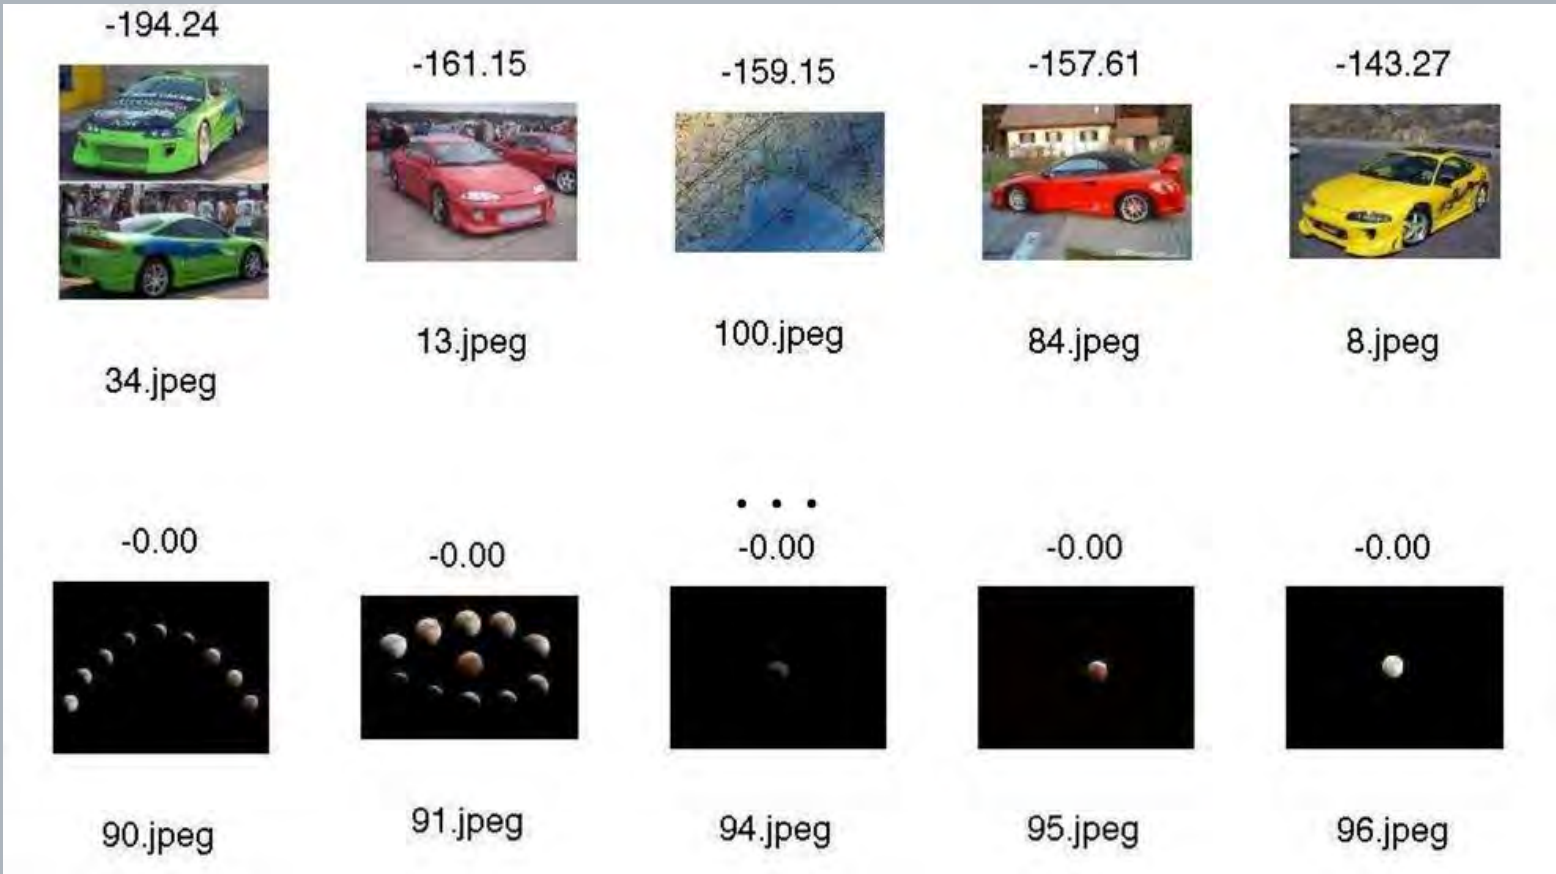 -194.24
-161.15
-159.15
-157.61
-143.27
34.jpeg
13.jpeg
100.jpeg
84.jpeg
8.jpeg
. . .
-0.00
-0.00
-0.00
-0.00
-0.00
90.jpeg
91.jpeg
94.jpeg
95.jpeg
96.jpeg